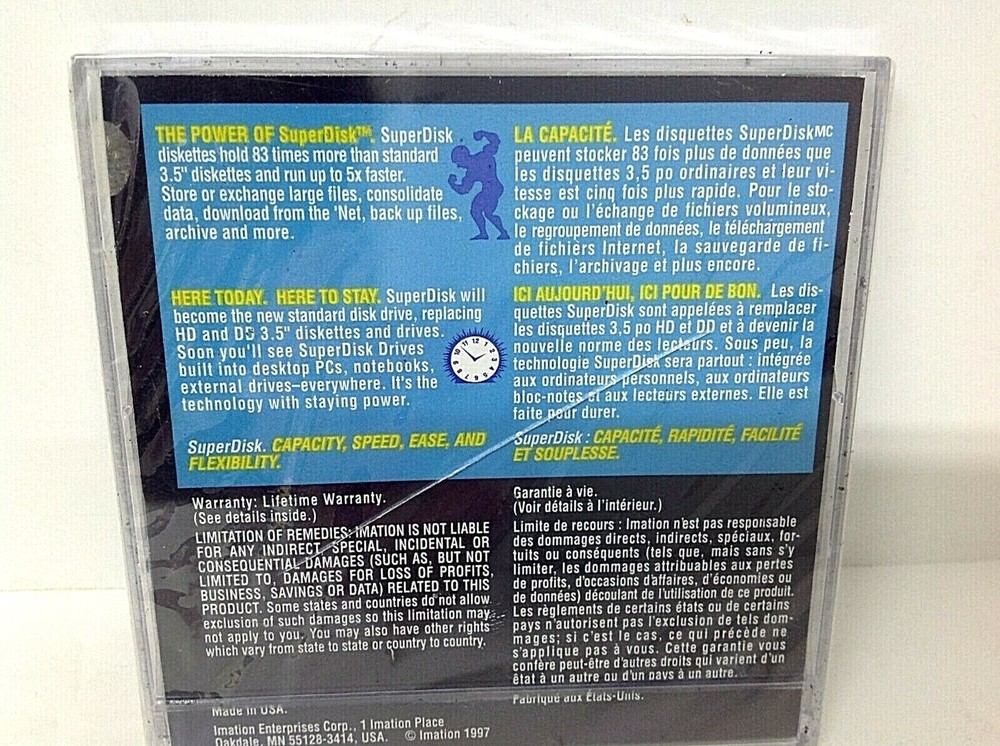 THE POWER OF SuperDisk™. SuperDisk
diskettes hold 83 times more than standard
3.5" diskettes and run up to 5x faster.
Store or exchange large files, consolidate
data, download from the 'Net, back up files,
archive and more.
HERE TODAY. HERE TO STAY. SuperDisk will
become the new standard disk drive, replacing
HD and DS 3.5" diskettes and drives.
Soon you'll see SuperDisk Drives
built into desktop PCs, notebooks,
external drives–everywhere. It's the
technology with staying power.
12 1 2 3 4 5 6 7 8 9 10 11
SuperDisk. CAPACITY, SPEED, EASE, AND
FLEXIBILITY.
Warranty: Lifetime Warranty.
(See details inside.)
LIMITATION OF REMEDIES: IMATION IS NOT LIABLE
FOR ANY INDIRECT, SPECIAL, INCIDENTAL OR
CONSEQUENTIAL DAMAGES (SUCH AS, BUT NOT
LIMITED TO, DAMAGES FOR LOSS OF PROFITS,
BUSINESS, SAVINGS OR DATA) RELATED TO THIS
PRODUCT. Some states and countries do not allow
exclusion of such damages so this limitation may
not apply to you. You may also have other rights
which vary from state to state or country to country.
Made in USA.
Imation Enterprises Corp., 1 Imation Place
Oakdale, MN 55128-3414, USA. © Imation 1997
LA CAPACITÉ. Les disquettes SuperDiskMC
peuvent stocker 83 fois plus de données que
les disquettes 3,5 po ordinaires et leur vi-
tesse est cinq fois plus rapide. Pour le sto-
ckage ou l'échange de fichiers volumineux,
le regroupement de données, le téléchargement
de fichiers Internet, la sauvegarde de fi-
chiers, l'archivage et plus encore.
ICI AUJOURD'HUI, ICI POUR DE BON. Les dis-
quettes SuperDisk sont appelées à remplacer
les disquettes 3,5 po HD et DD et à devenir la
nouvelle norme des lecteurs. Sous peu, la
technologie SuperDisk sera partout : intégrée
aux ordinateurs personnels, aux ordinateurs
bloc-notes et aux lecteurs externes. Elle est
faite pour durer.
SuperDisk : CAPACITÉ, RAPIDITÉ, FACILITÉ
ET SOUPLESSE.
Garantie à vie.
(Voir détails à l'intérieur.)
Limite de recours : Imation n'est pas responsable
des dommages directs, indirects, spéciaux, for-
tuits ou conséquents (tels que, mais sans s'y
limiter, les dommages attribuables aux pertes
de profits, d'occasions d'affaires, d'économies ou
de données) découlant de l'utilisation de ce produit.
Les règlements de certains états ou de certains
pays n'autorisent pas l'exclusion de tels dom-
mages; si c'est le cas, ce qui précède ne
s'applique pas à vous. Cette garantie vous
confère peut-être d'autres droits qui varient d'un
état à un autre ou d'un pays à un autre.
Fabriqué aux États-Unis.